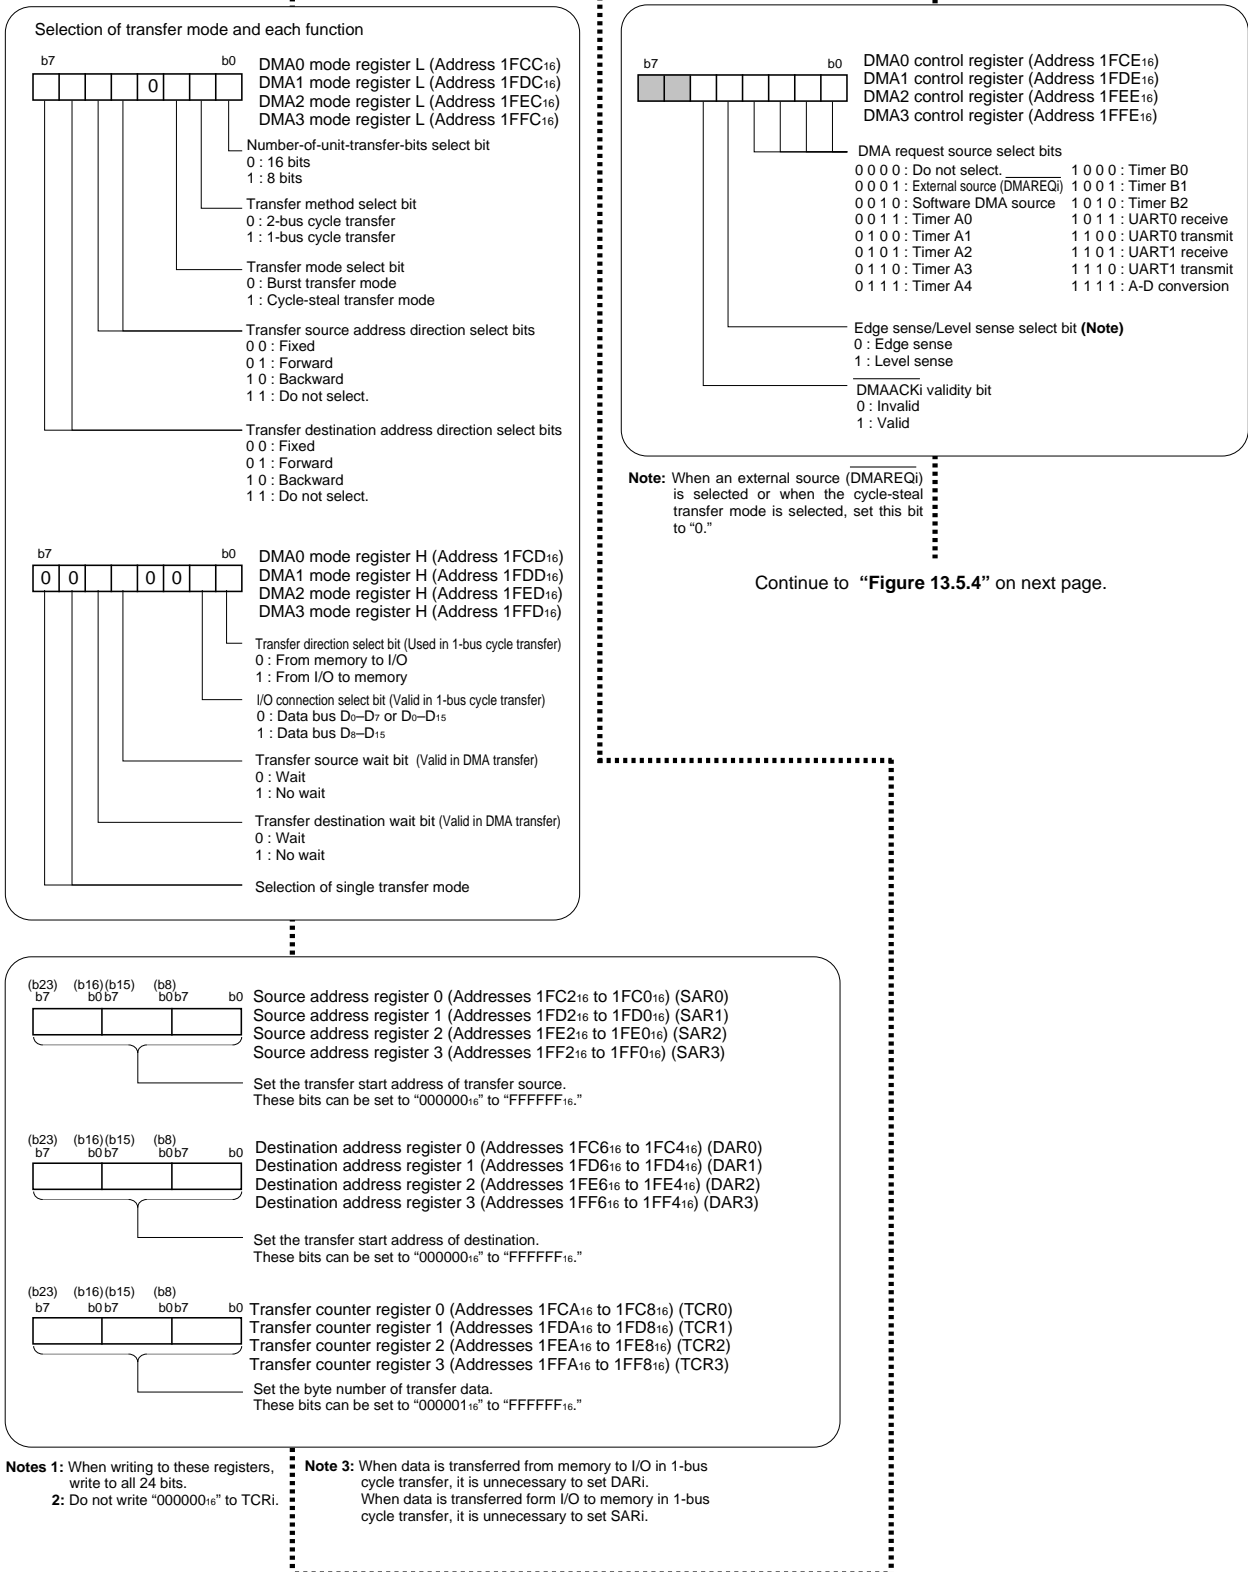 Selection of transfer mode and each function
b7 b0
0
DMA0 mode register L (Address 1FCC16)
DMA1 mode register L (Address 1FDC16)
DMA2 mode register L (Address 1FEC16)
DMA3 mode register L (Address 1FFC16)
Number-of-unit-transfer-bits select bit
0 : 16 bits
1 : 8 bits
Transfer method select bit
0 : 2-bus cycle transfer
1 : 1-bus cycle transfer
Transfer mode select bit
0 : Burst transfer mode
1 : Cycle-steal transfer mode
Transfer source address direction select bits
0 0 : Fixed
0 1 : Forward
1 0 : Backward
1 1 : Do not select.
Transfer destination address direction select bits
0 0 : Fixed
0 1 : Forward
1 0 : Backward
1 1 : Do not select.
b7 b0
0 0 0 0
DMA0 mode register H (Address 1FCD16)
DMA1 mode register H (Address 1FDD16)
DMA2 mode register H (Address 1FED16)
DMA3 mode register H (Address 1FFD16)
Transfer direction select bit (Used in 1-bus cycle transfer)
0 : From memory to I/O
1 : From I/O to memory
I/O connection select bit (Valid in 1-bus cycle transfer)
0 : Data bus D0–D7 or D0–D15
1 : Data bus D8–D15
Transfer source wait bit (Valid in DMA transfer)
0 : Wait
1 : No wait
Transfer destination wait bit (Valid in DMA transfer)
0 : Wait
1 : No wait
Selection of single transfer mode
b7 b0
DMA0 control register (Address 1FCE16)
DMA1 control register (Address 1FDE16)
DMA2 control register (Address 1FEE16)
DMA3 control register (Address 1FFE16)
DMA request source select bits
0 0 0 0 : Do not select. 1 0 0 0 : Timer B0
0 0 0 1 : External source (DMAREQi) 1 0 0 1 : Timer B1
0 0 1 0 : Software DMA source 1 0 1 0 : Timer B2
0 0 1 1 : Timer A0 1 0 1 1 : UART0 receive
0 1 0 0 : Timer A1 1 1 0 0 : UART0 transmit
0 1 0 1 : Timer A2 1 1 0 1 : UART1 receive
0 1 1 0 : Timer A3 1 1 1 0 : UART1 transmit
0 1 1 1 : Timer A4 1 1 1 1 : A-D conversion
Edge sense/Level sense select bit (Note)
0 : Edge sense
1 : Level sense
DMAACKi validity bit
0 : Invalid
1 : Valid
Note: When an external source (DMAREQi)
is selected or when the cycle-steal
transfer mode is selected, set this bit
to “0.”
Continue to “Figure 13.5.4” on next page.
(b23) (b16)(b15) (b8)
b7 b0 b7 b0 b7 b0
Source address register 0 (Addresses 1FC216 to 1FC016) (SAR0)
Source address register 1 (Addresses 1FD216 to 1FD016) (SAR1)
Source address register 2 (Addresses 1FE216 to 1FE016) (SAR2)
Source address register 3 (Addresses 1FF216 to 1FF016) (SAR3)
Set the transfer start address of transfer source.
These bits can be set to “00000016” to “FFFFFF16.”
(b23) (b16)(b15) (b8)
b7 b0 b7 b0 b7 b0
Destination address register 0 (Addresses 1FC616 to 1FC416) (DAR0)
Destination address register 1 (Addresses 1FD616 to 1FD416) (DAR1)
Destination address register 2 (Addresses 1FE616 to 1FE416) (DAR2)
Destination address register 3 (Addresses 1FF616 to 1FF416) (DAR3)
Set the transfer start address of destination.
These bits can be set to “00000016” to “FFFFFF16.”
(b23) (b16)(b15) (b8)
b7 b0 b7 b0 b7 b0
Transfer counter register 0 (Addresses 1FCA16 to 1FC816) (TCR0)
Transfer counter register 1 (Addresses 1FDA16 to 1FD816) (TCR1)
Transfer counter register 2 (Addresses 1FEA16 to 1FE816) (TCR2)
Transfer counter register 3 (Addresses 1FFA16 to 1FF816) (TCR3)
Set the byte number of transfer data.
These bits can be set to “00000116” to “FFFFFF16.”
Notes 1: When writing to these registers,
write to all 24 bits.
2: Do not write “00000016” to TCRi.
Note 3: When data is transferred from memory to I/O in 1-bus
cycle transfer, it is unnecessary to set DARi.
When data is transferred form I/O to memory in 1-bus
cycle transfer, it is unnecessary to set SARi.